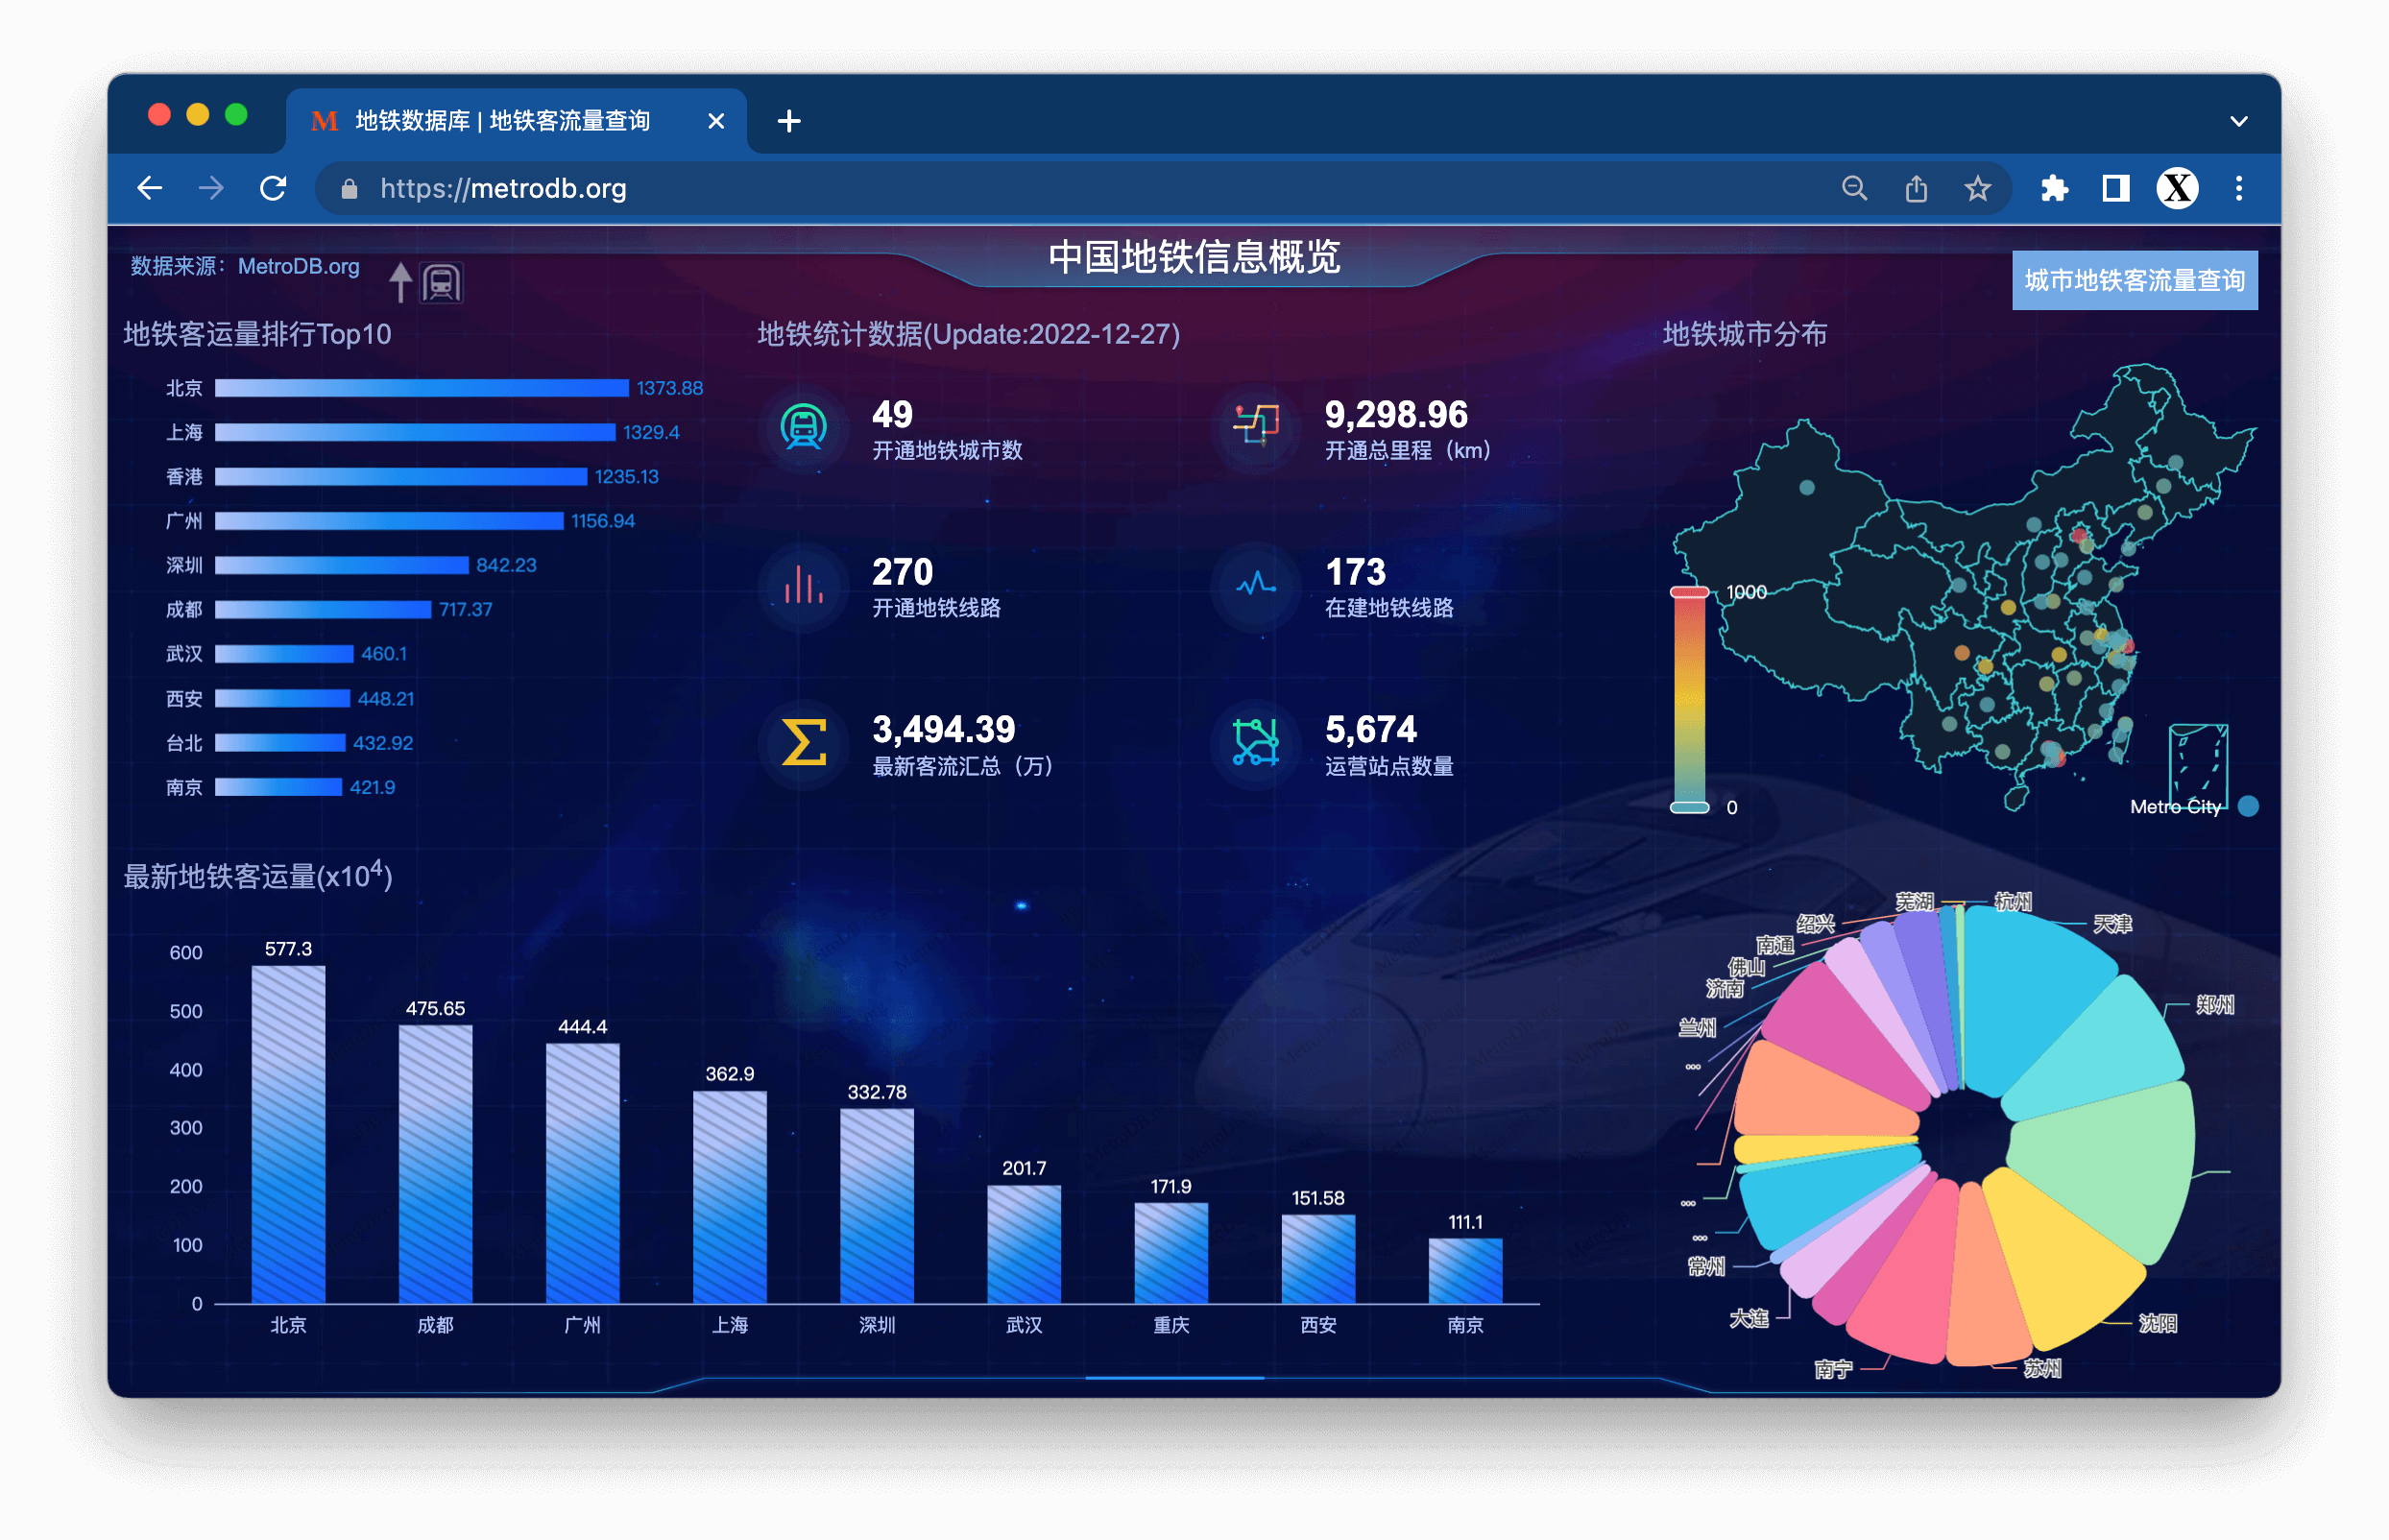 M 地铁数据库 | 地铁客流量查询
https://metrodb.org
X
中国地铁信息概览
数据来源：MetroDB.org
城市地铁客流量查询
地铁客运量排行Top10
北京 1373.88
上海 1329.4
香港 1235.13
广州 1156.94
深圳 842.23
成都 717.37
武汉 460.1
西安 448.21
台北 432.92
南京 421.9
地铁统计数据(Update:2022-12-27)
49
开通地铁城市数
9,298.96
开通总里程（km）
270
开通地铁线路
173
在建地铁线路
3,494.39
最新客流汇总（万）
5,674
运营站点数量
地铁城市分布
1000
0
Metro City
最新地铁客运量(x10⁴)
600
500
400
300
200
100
0
577.3
475.65
444.4
362.9
332.78
201.7
171.9
151.58
111.1
北京
成都
广州
上海
深圳
武汉
重庆
西安
南京
芜湖
杭州
绍兴
天津
南通
佛山
济南
郑州
兰州
...
...
...
常州
大连
沈阳
南宁
苏州